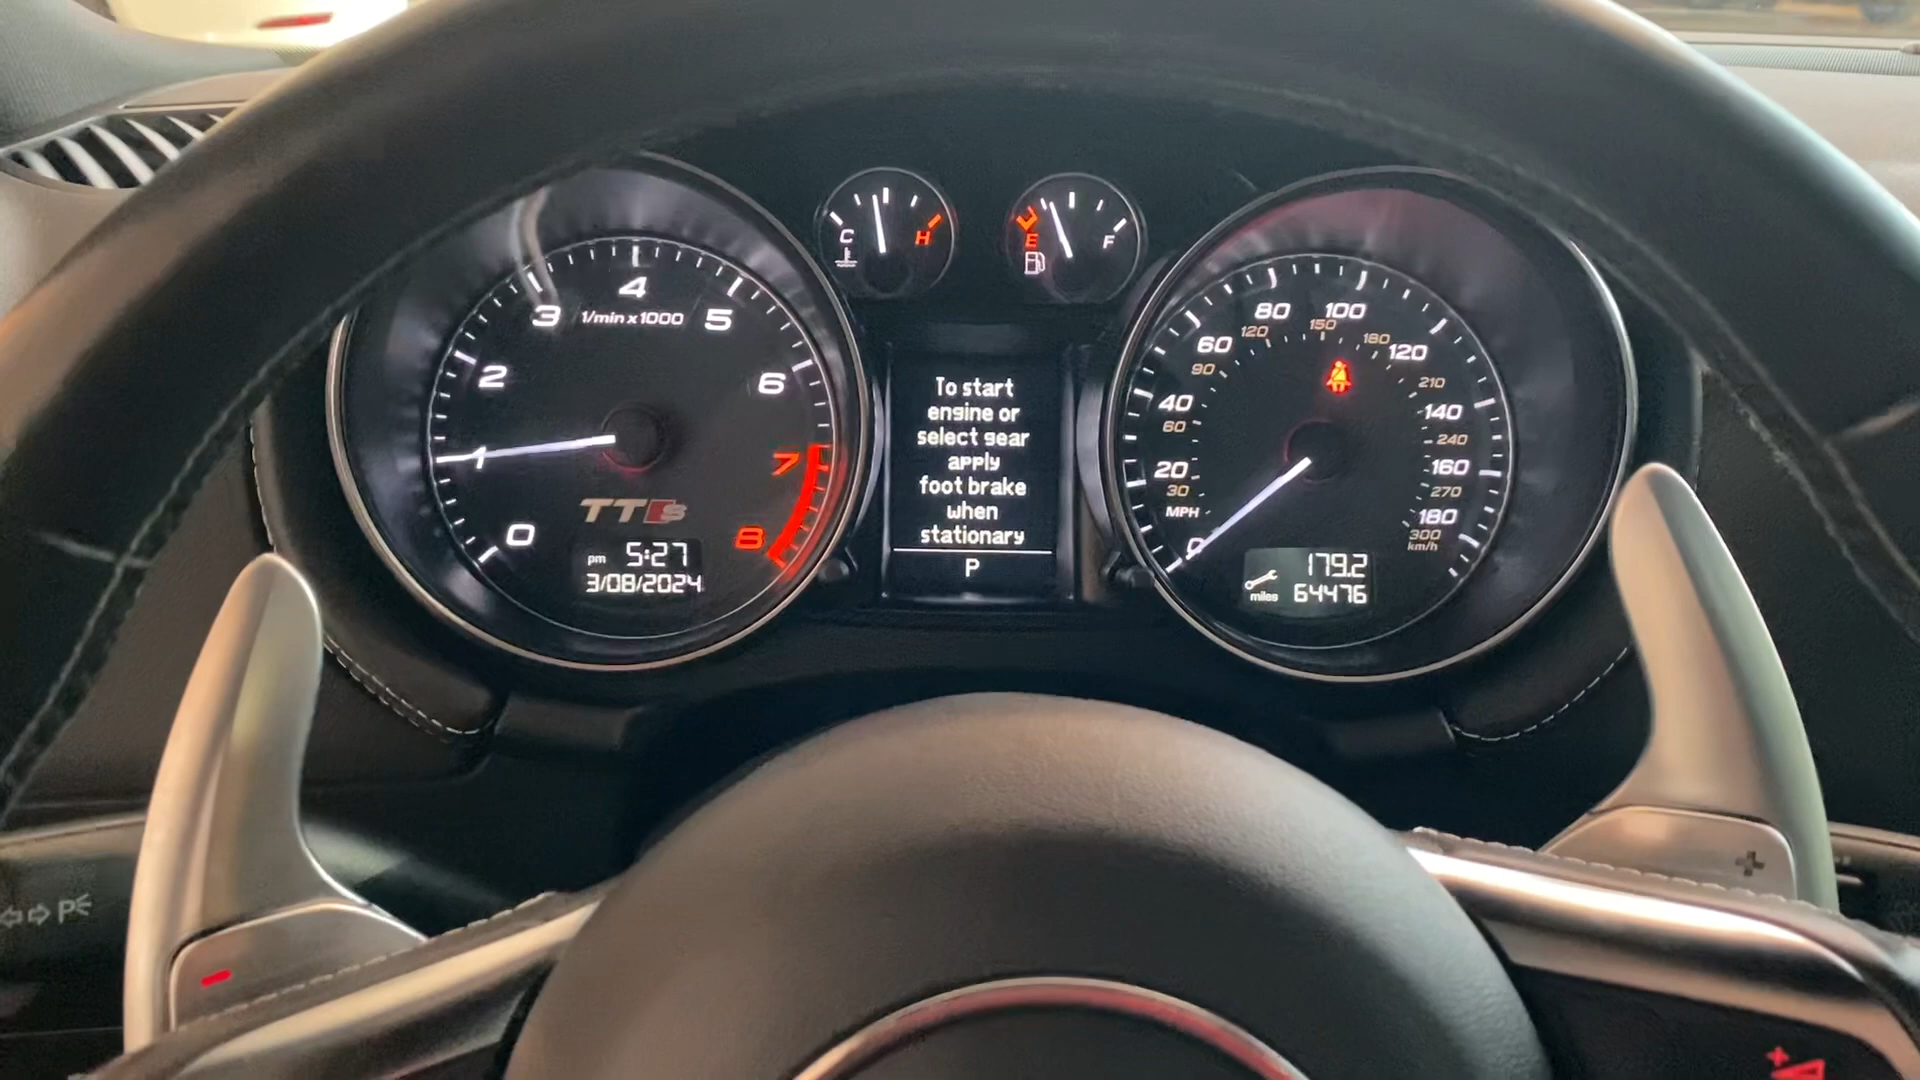 C
H
E
F
0
1
2
3
4
5
6
7
8
1/min x 1000
TTS
pm 5:27
3/08/2024
To start
engine or
select gear
apply
foot brake
when
stationary
P
0
20
40
60
80
100
120
140
160
180
MPH
30
60
90
120
150
180
210
240
270
300
km/h
179.2
miles 64476
P
-
+
+